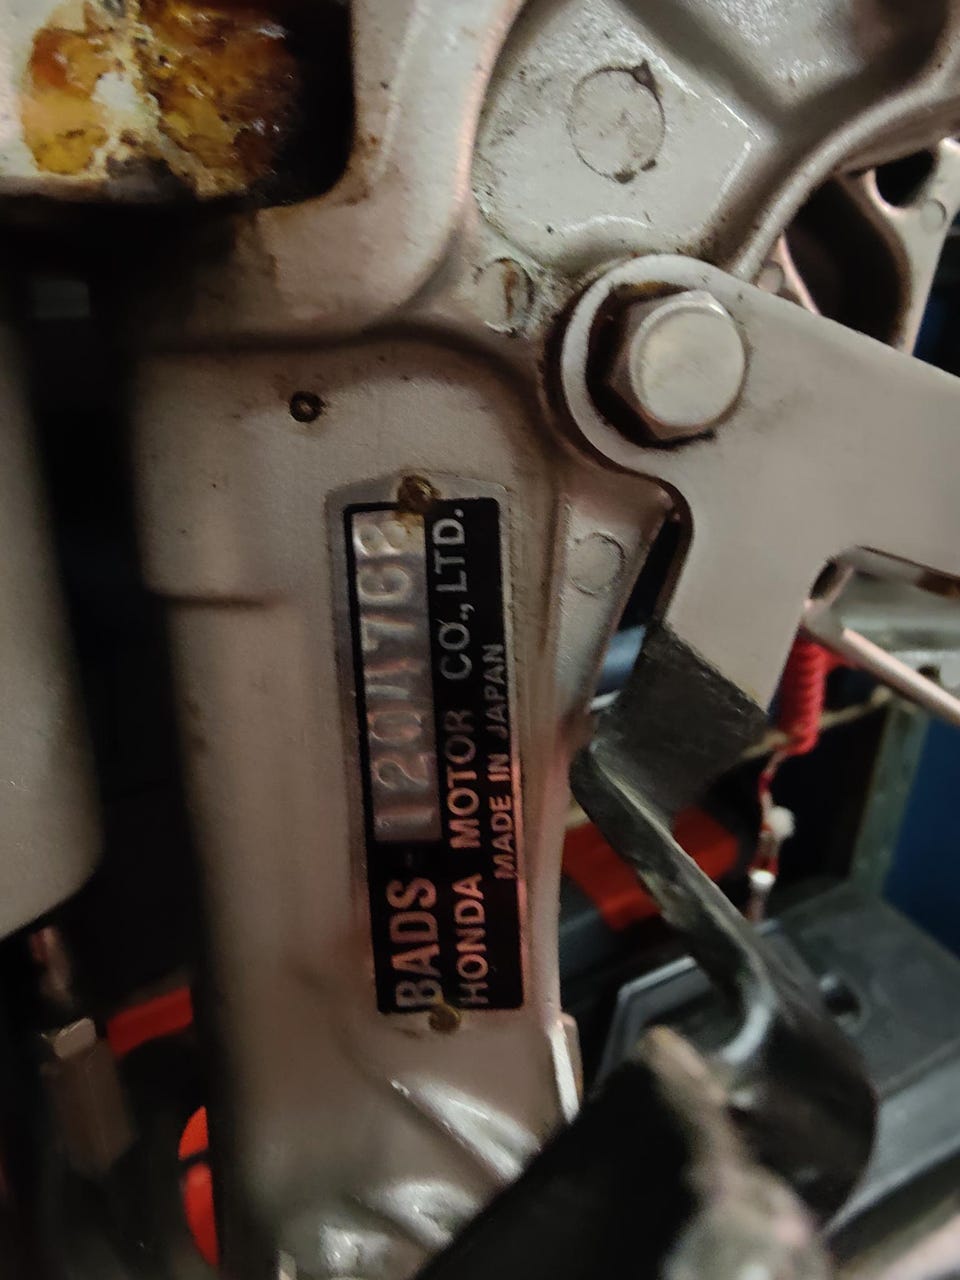 BADS-1201768
HONDA MOTOR CO., LTD.
MADE IN JAPAN